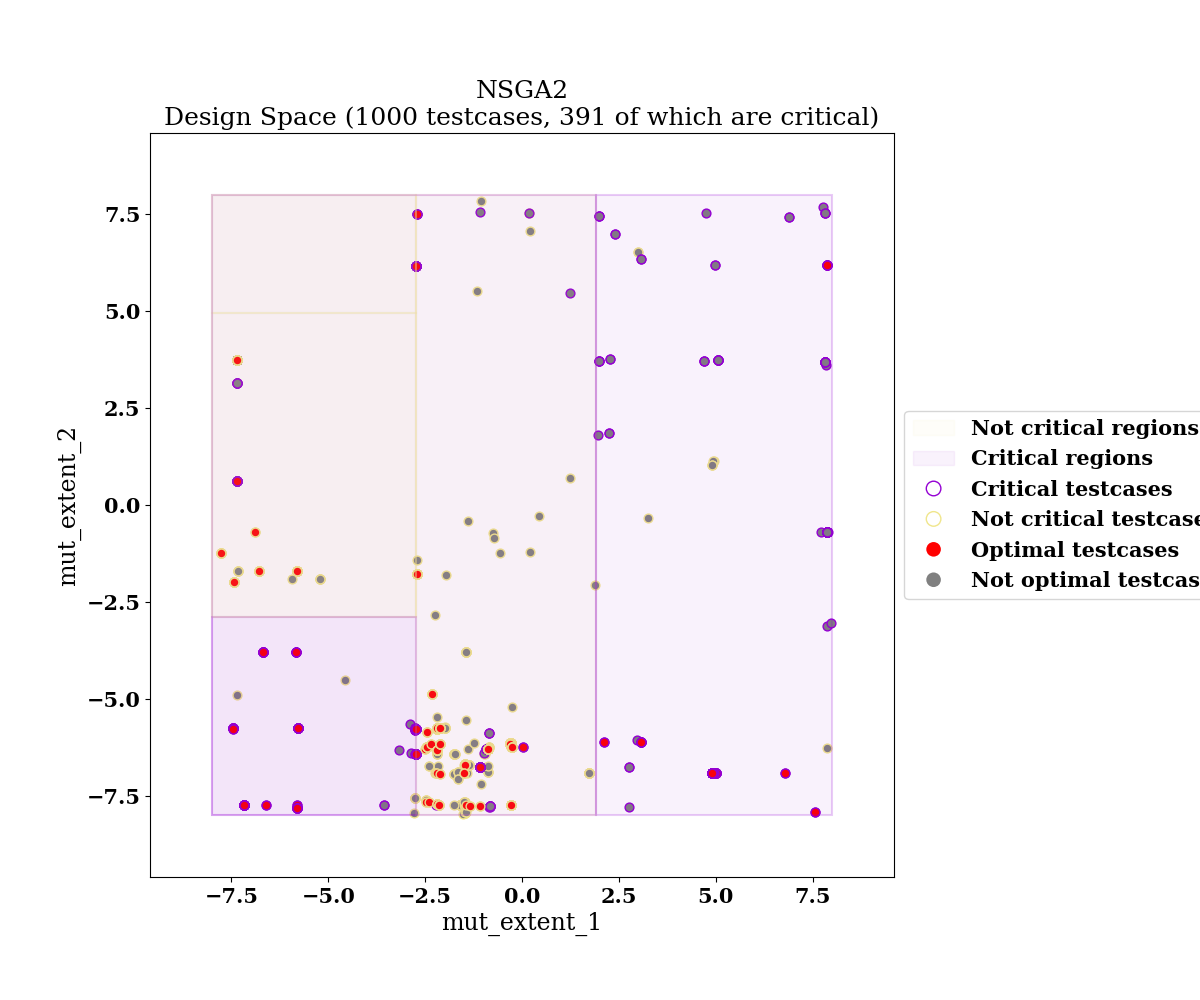 NSGA2
Design Space (1000 testcases, 391 of which are critical)
mut_extent_2
7.5
5.0
2.5
0.0
−2.5
−5.0
−7.5
−7.5 −5.0 −2.5 0.0 2.5 5.0 7.5
mut_extent_1
Not critical regions
Critical regions
Critical testcases
Not critical testcase
Optimal testcases
Not optimal testcas